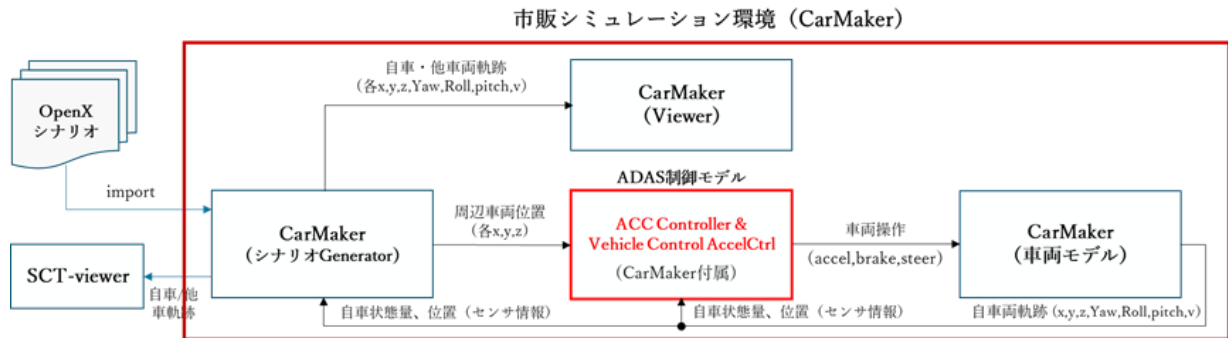 市販シミュレーション環境（CarMaker）
自車・他車両軌跡
（各x,y,z,Yaw,Roll,pitch,v）
CarMaker
(Viewer)
OpenX
シナリオ
import
ADAS制御モデル
CarMaker
(シナリオGenerator)
周辺車両位置
（各x,y,z）
ACC Controller &
Vehicle Control AccelCtrl
（CarMaker付属）
車両操作
(accel,brake,steer)
CarMaker
（車両モデル）
SCT-viewer
自車/他
車軌跡
自車状態量、位置（センサ情報）
自車状態量、位置（センサ情報）
自車両軌跡 (x,y,z,Yaw,Roll,pitch,v)